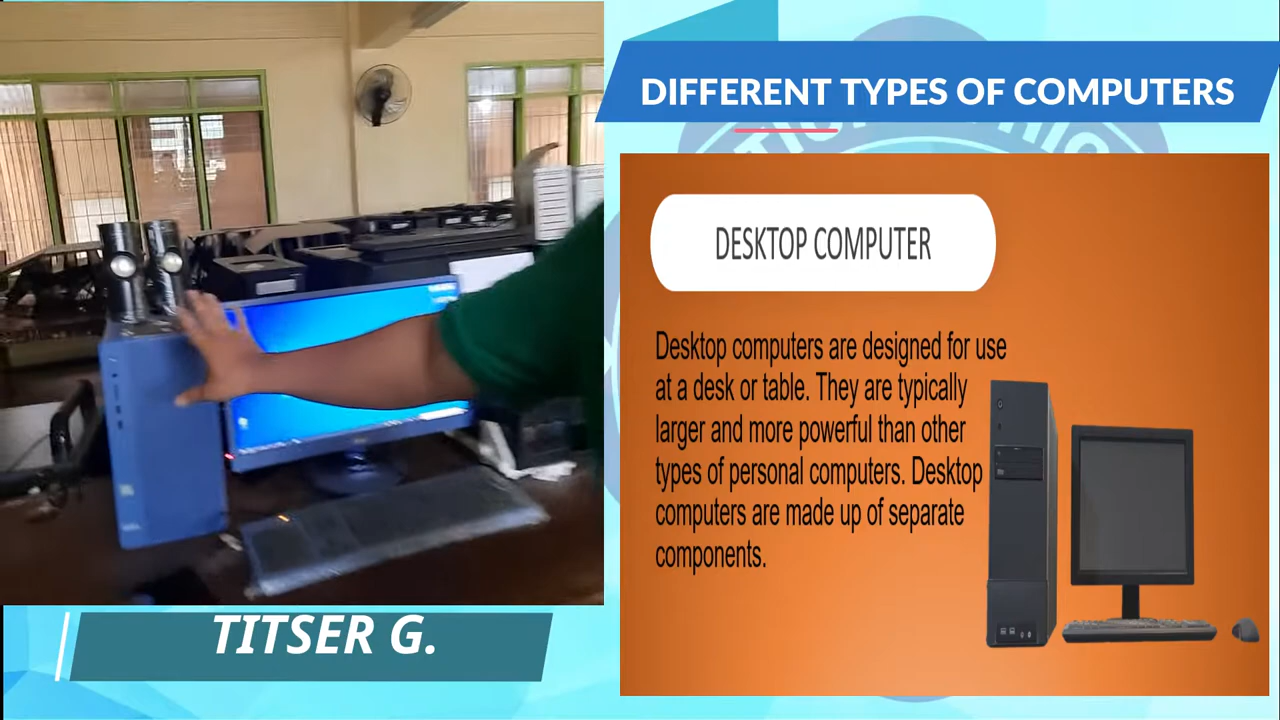 DIFFERENT TYPES OF COMPUTERS
DESKTOP COMPUTER
Desktop computers are designed for use
at a desk or table. They are typically
larger and more powerful than other
types of personal computers. Desktop
computers are made up of separate
components.
TITSER G.